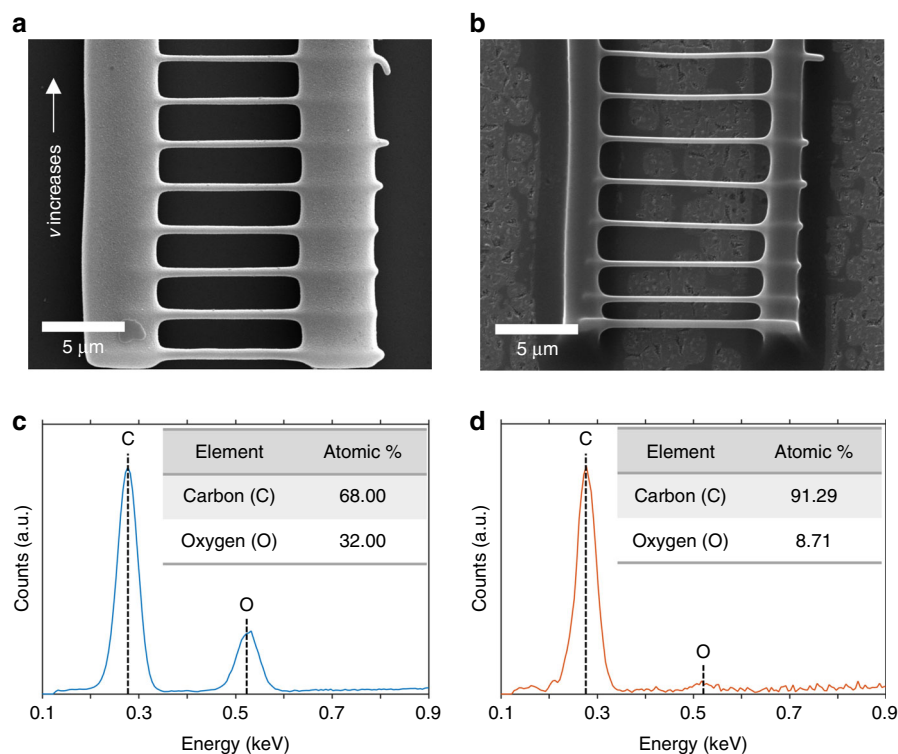 a
b
v increases
5 μm
5 μm
c
d
C
Element Atomic %
Carbon (C) 68.00
Oxygen (O) 32.00
O
Counts (a.u.)
0.1 0.3 0.5 0.7 0.9
Energy (keV)
C
Element Atomic %
Carbon (C) 91.29
Oxygen (O) 8.71
O
Counts (a.u.)
0.1 0.3 0.5 0.7 0.9
Energy (keV)